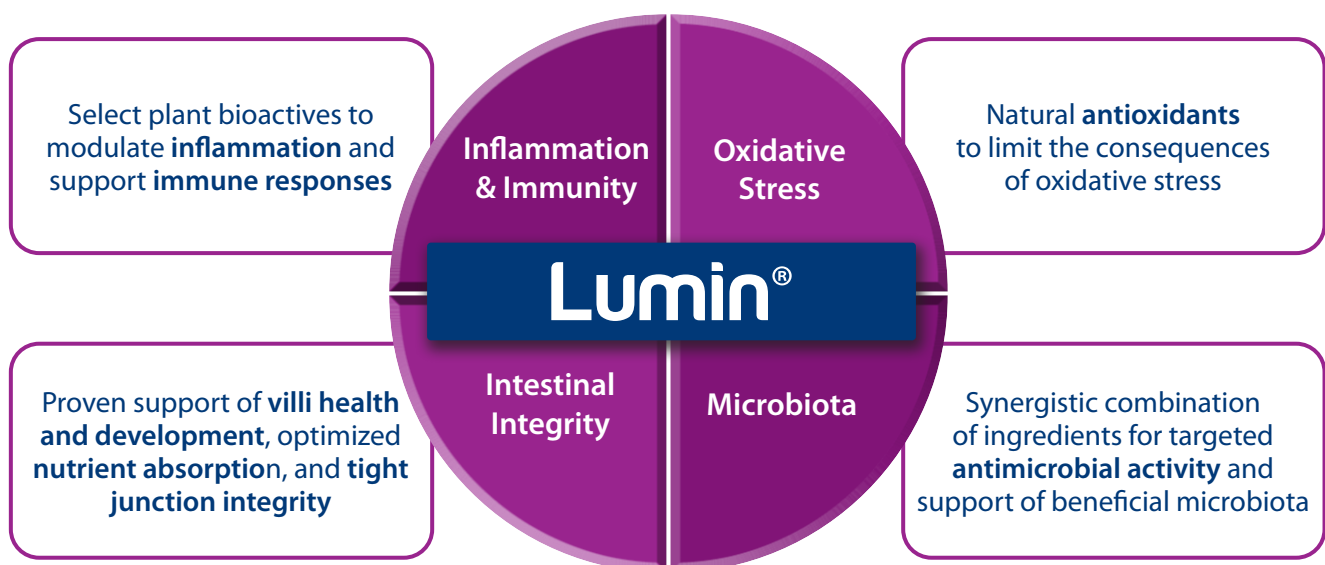 Select plant bioactives to
modulate inflammation and
support immune responses
Inflammation
& Immunity
Oxidative
Stress
Natural antioxidants
to limit the consequences
of oxidative stress
Lumin®
Proven support of villi health
and development, optimized
nutrient absorption, and tight
junction integrity
Intestinal
Integrity
Microbiota
Synergistic combination
of ingredients for targeted
antimicrobial activity and
support of beneficial microbiota